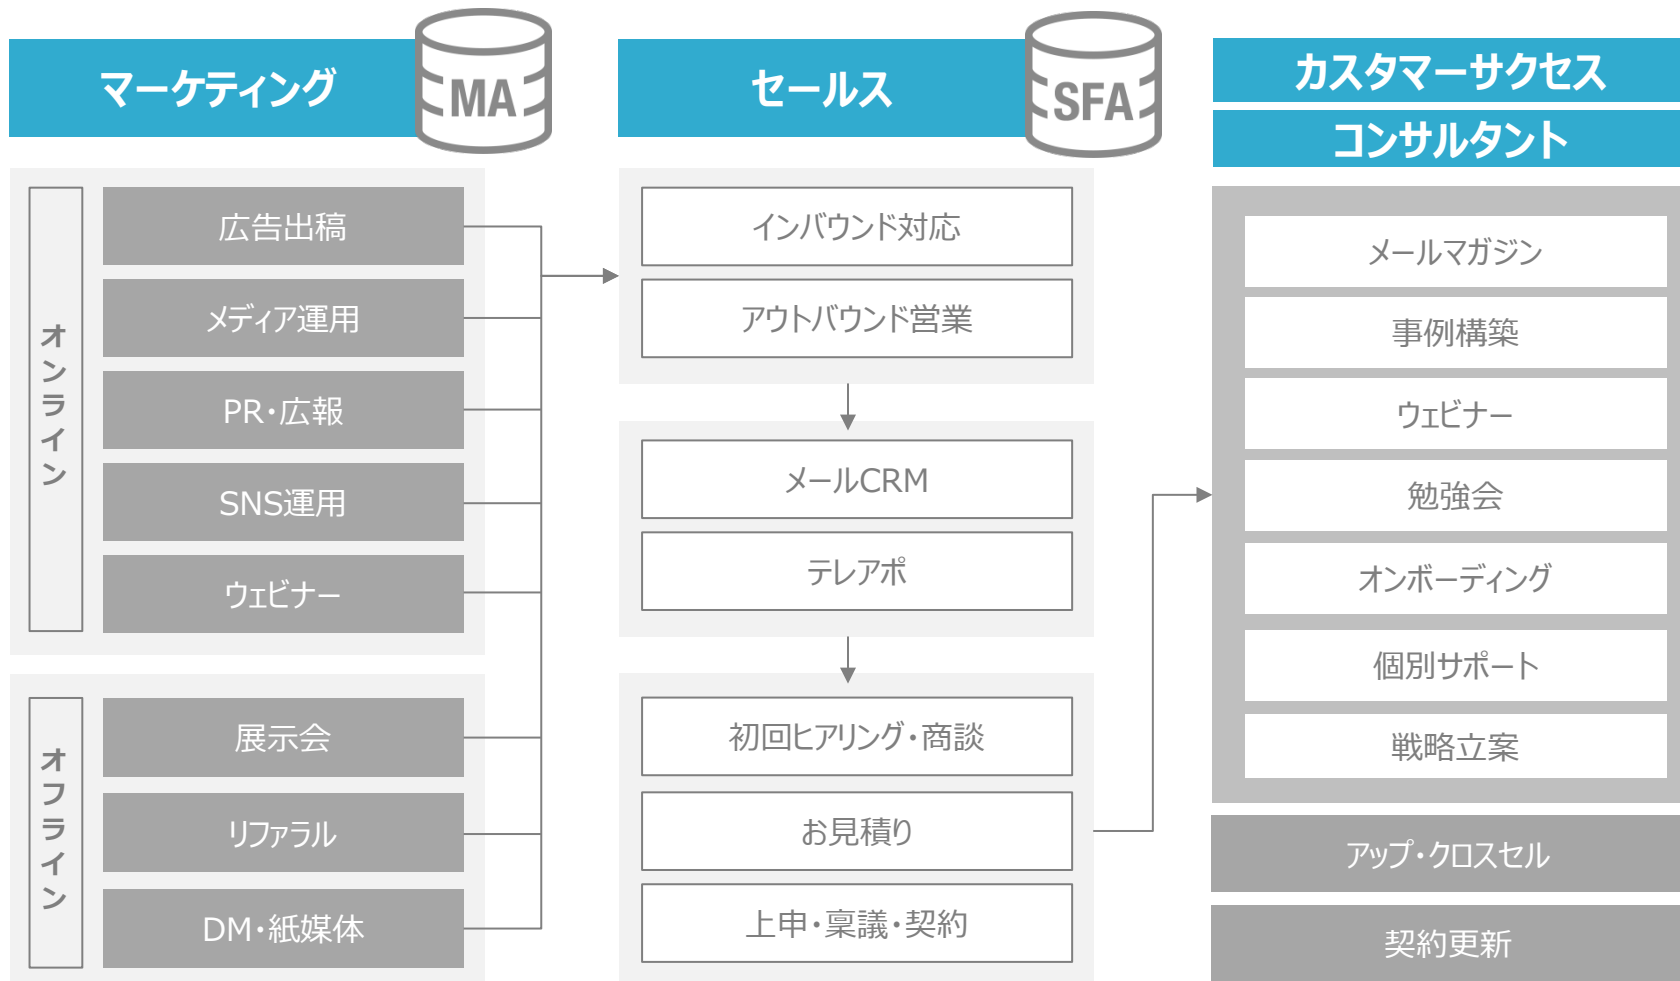 マーケティング
MA
オンライン
広告出稿
メディア運用
PR・広報
SNS運用
ウェビナー
オフライン
展示会
リファラル
DM・紙媒体
セールス
SFA
インバウンド対応
アウトバウンド営業
メールCRM
テレアポ
初回ヒアリング・商談
お見積り
上申・稟議・契約
カスタマーサクセス
コンサルタント
メールマガジン
事例構築
ウェビナー
勉強会
オンボーディング
個別サポート
戦略立案
アップ・クロスセル
契約更新